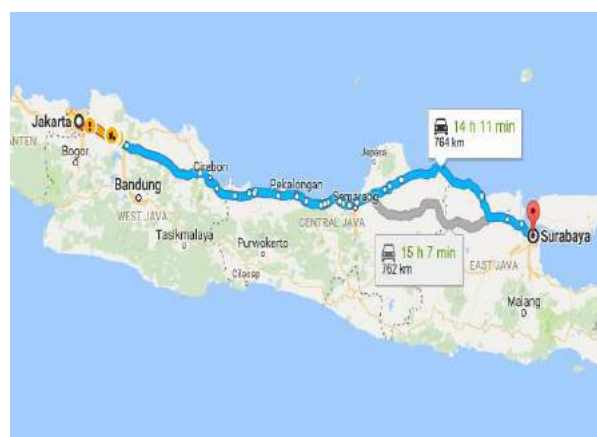 Jakarta
ANTEN
Bogor
Bandung
WEST JAVA
Cirebon
Tasikmalaya
Pekalongan
Purwokerto
Cilacap
Semarang
CENTRAL JAVA
Jepara
14 h 11 min
764 km
15 h 7 min
762 km
Surabaya
EAST JAVA
Malang